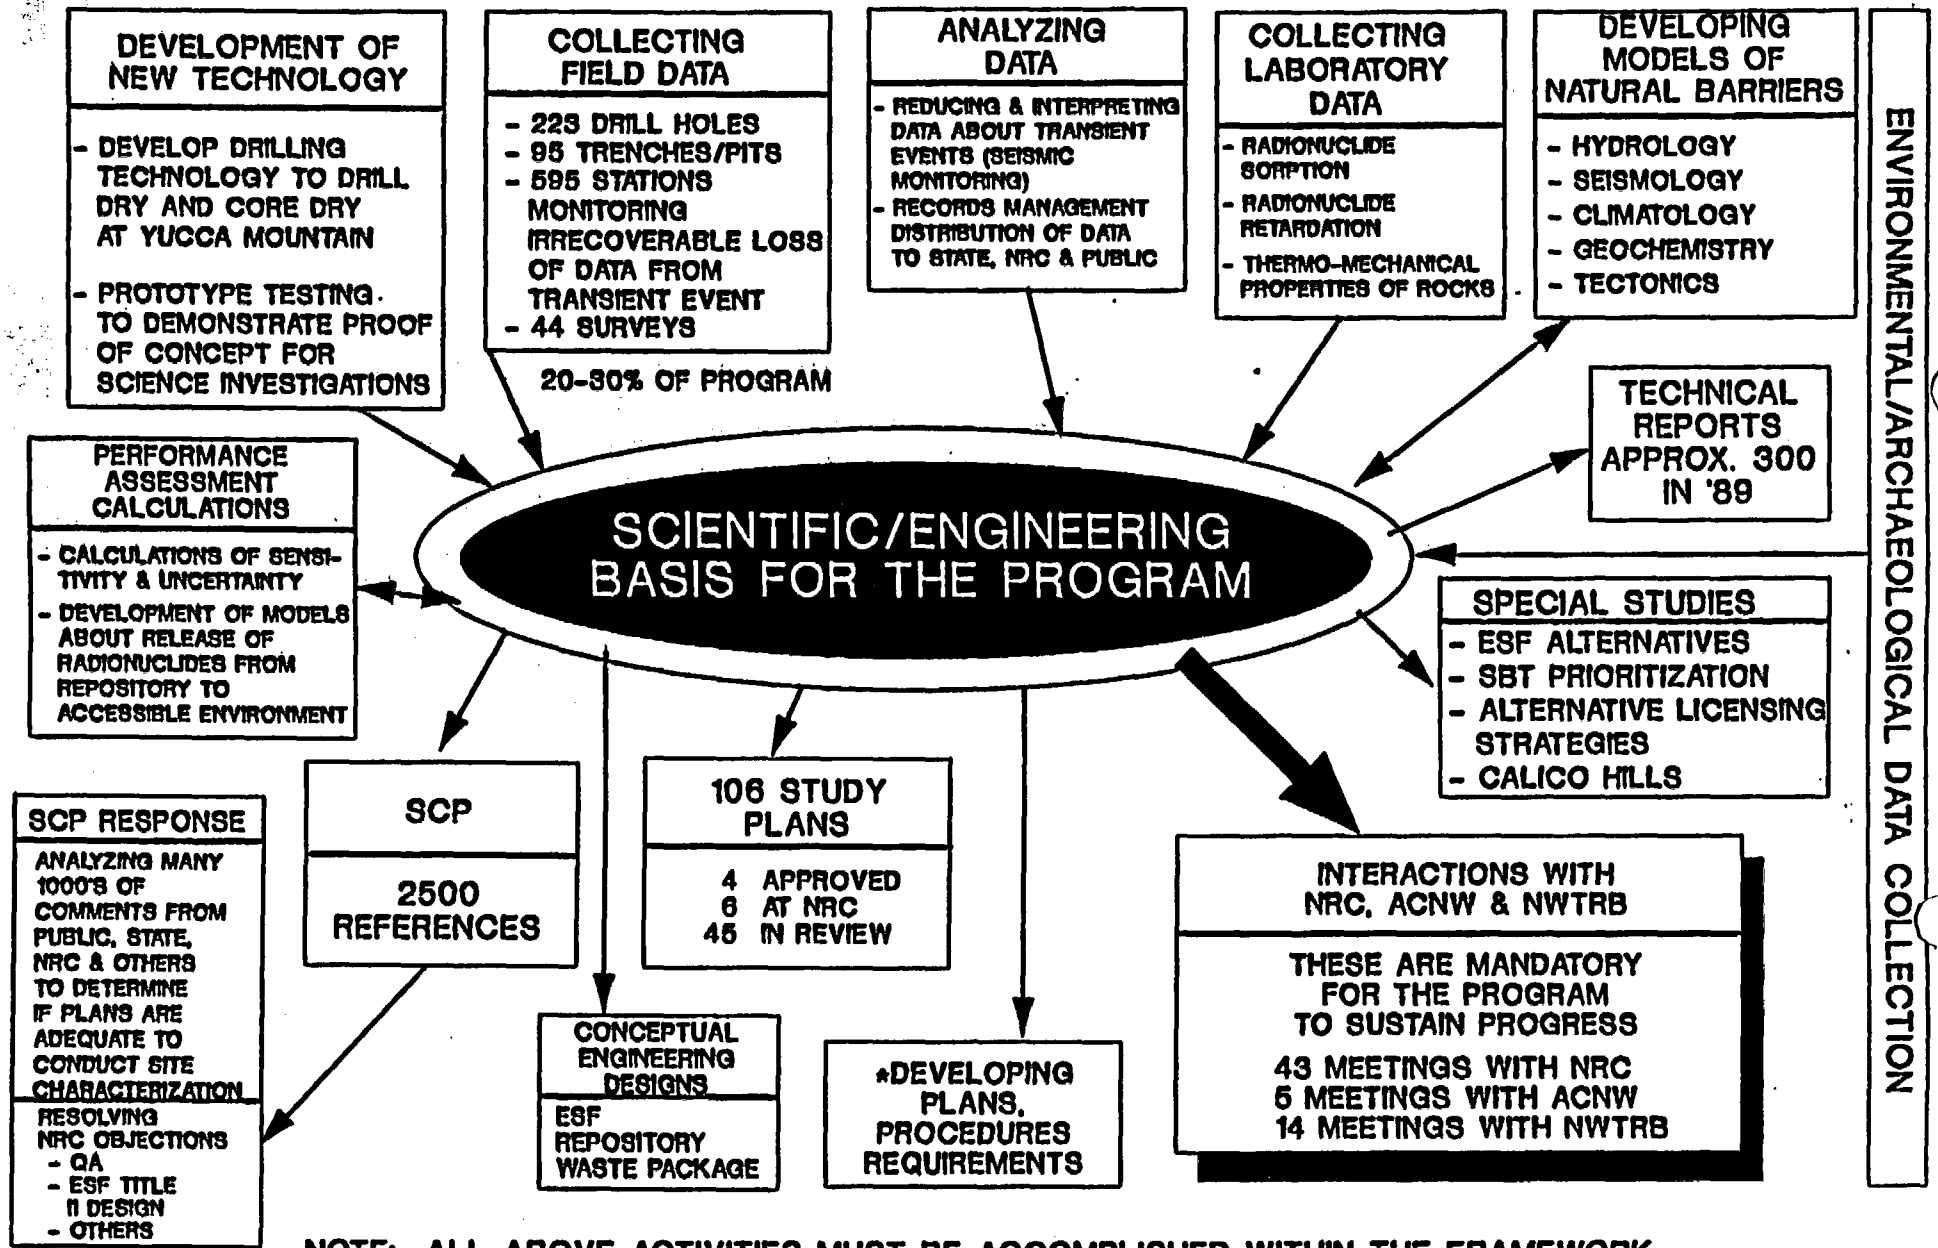 DEVELOPMENT OF
NEW TECHNOLOGY
- DEVELOP DRILLING
TECHNOLOGY TO DRILL
DRY AND CORE DRY
AT YUCCA MOUNTAIN
- PROTOTYPE TESTING
TO DEMONSTRATE PROOF
OF CONCEPT FOR
SCIENCE INVESTIGATIONS
COLLECTING
FIELD DATA
- 223 DRILL HOLES
- 95 TRENCHES/PITS
- 595 STATIONS
MONITORING
IRRECOVERABLE LOSS
OF DATA FROM
TRANSIENT EVENT
- 44 SURVEYS
20-30% OF PROGRAM
ANALYZING
DATA
- REDUCING & INTERPRETING
DATA ABOUT TRANSIENT
EVENTS (SEISMIC
MONITORING)
- RECORDS MANAGEMENT
DISTRIBUTION OF DATA
TO STATE, NRC & PUBLIC
COLLECTING
LABORATORY
DATA
- RADIONUCLIDE
SORPTION
- RADIONUCLIDE
RETARDATION
- THERMO-MECHANICAL
PROPERTIES OF ROCKS
DEVELOPING
MODELS OF
NATURAL BARRIERS
- HYDROLOGY
- SEISMOLOGY
- CLIMATOLOGY
- GEOCHEMISTRY
- TECTONICS
ENVIRONMENTAL/ARCHAEOLOGICAL DATA COLLECTION
TECHNICAL
REPORTS
APPROX. 300
IN '89
PERFORMANCE
ASSESSMENT
CALCULATIONS
- CALCULATIONS OF SENSI-
TIVITY & UNCERTAINTY
- DEVELOPMENT OF MODELS
ABOUT RELEASE OF
RADIONUCLIDES FROM
REPOSITORY TO
ACCESSIBLE ENVIRONMENT
SCIENTIFIC/ENGINEERING
BASIS FOR THE PROGRAM
SPECIAL STUDIES
- ESF ALTERNATIVES
- SBT PRIORITIZATION
- ALTERNATIVE LICENSING
STRATEGIES
- CALICO HILLS
SCP RESPONSE
ANALYZING MANY
1000'S OF
COMMENTS FROM
PUBLIC, STATE,
NRC & OTHERS
TO DETERMINE
IF PLANS ARE
ADEQUATE TO
CONDUCT SITE
CHARACTERIZATION
RESOLVING
NRC OBJECTIONS
- QA
- ESF TITLE
II DESIGN
- OTHERS
SCP
2500
REFERENCES
CONCEPTUAL
ENGINEERING
DESIGNS
ESF
REPOSITORY
WASTE PACKAGE
106 STUDY
PLANS
4 APPROVED
6 AT NRC
45 IN REVIEW
*DEVELOPING
PLANS,
PROCEDURES
REQUIREMENTS
INTERACTIONS WITH
NRC, ACNW & NWTRB
THESE ARE MANDATORY
FOR THE PROGRAM
TO SUSTAIN PROGRESS
43 MEETINGS WITH NRC
5 MEETINGS WITH ACNW
14 MEETINGS WITH NWTRB
NOTE: ALL ABOVE ACTIVITIES MUST BE ACCOMPLISHED WITHIN THE FRAMEWORK